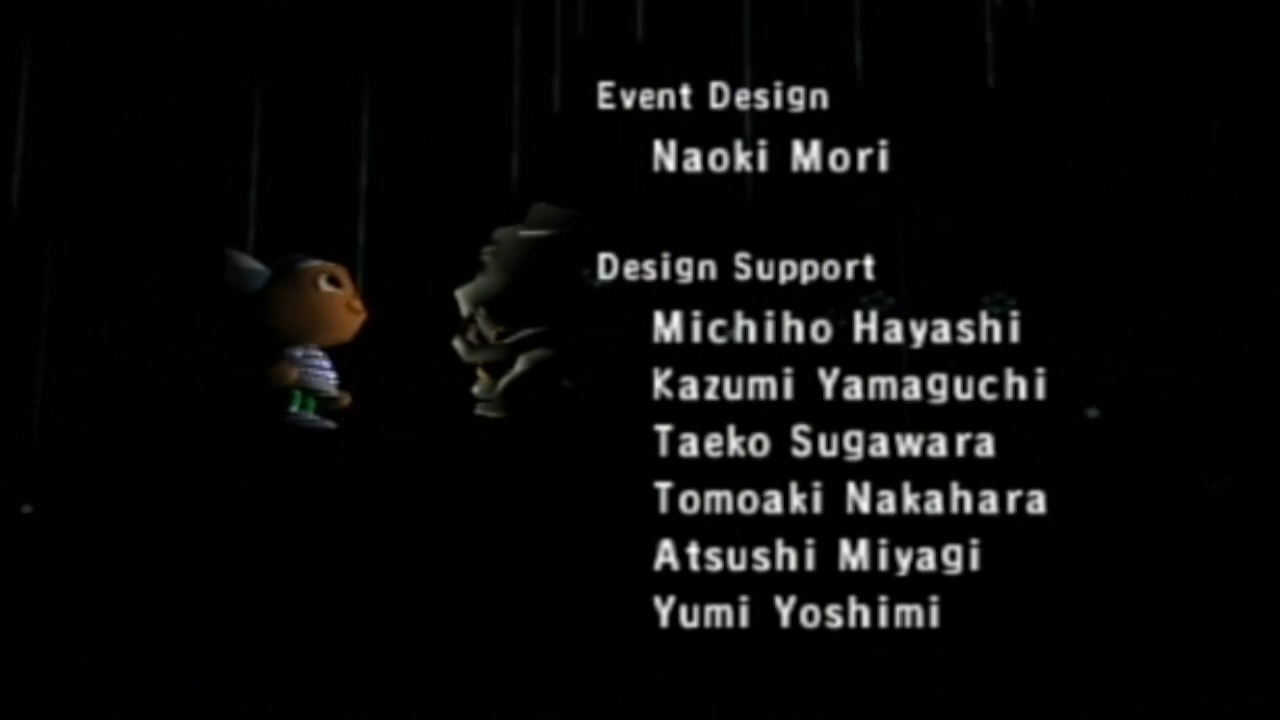 Event Design
Naoki Mori
Design Support
Michiho Hayashi
Kazumi Yamaguchi
Taeko Sugawara
Tomoaki Nakahara
Atsushi Miyagi
Yumi Yoshimi